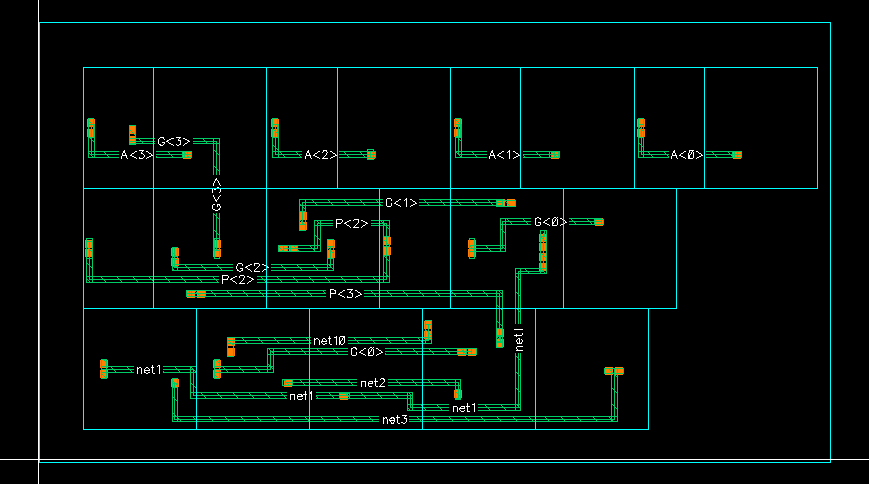 G<3>
A<3>
A<2>
A<1>
A<0>
G<3>
G<1>
P<2>
G<0>
G<2>
P<2>
P<3>
net1
net10
G<0>
net1
net2
net1
net1
net3